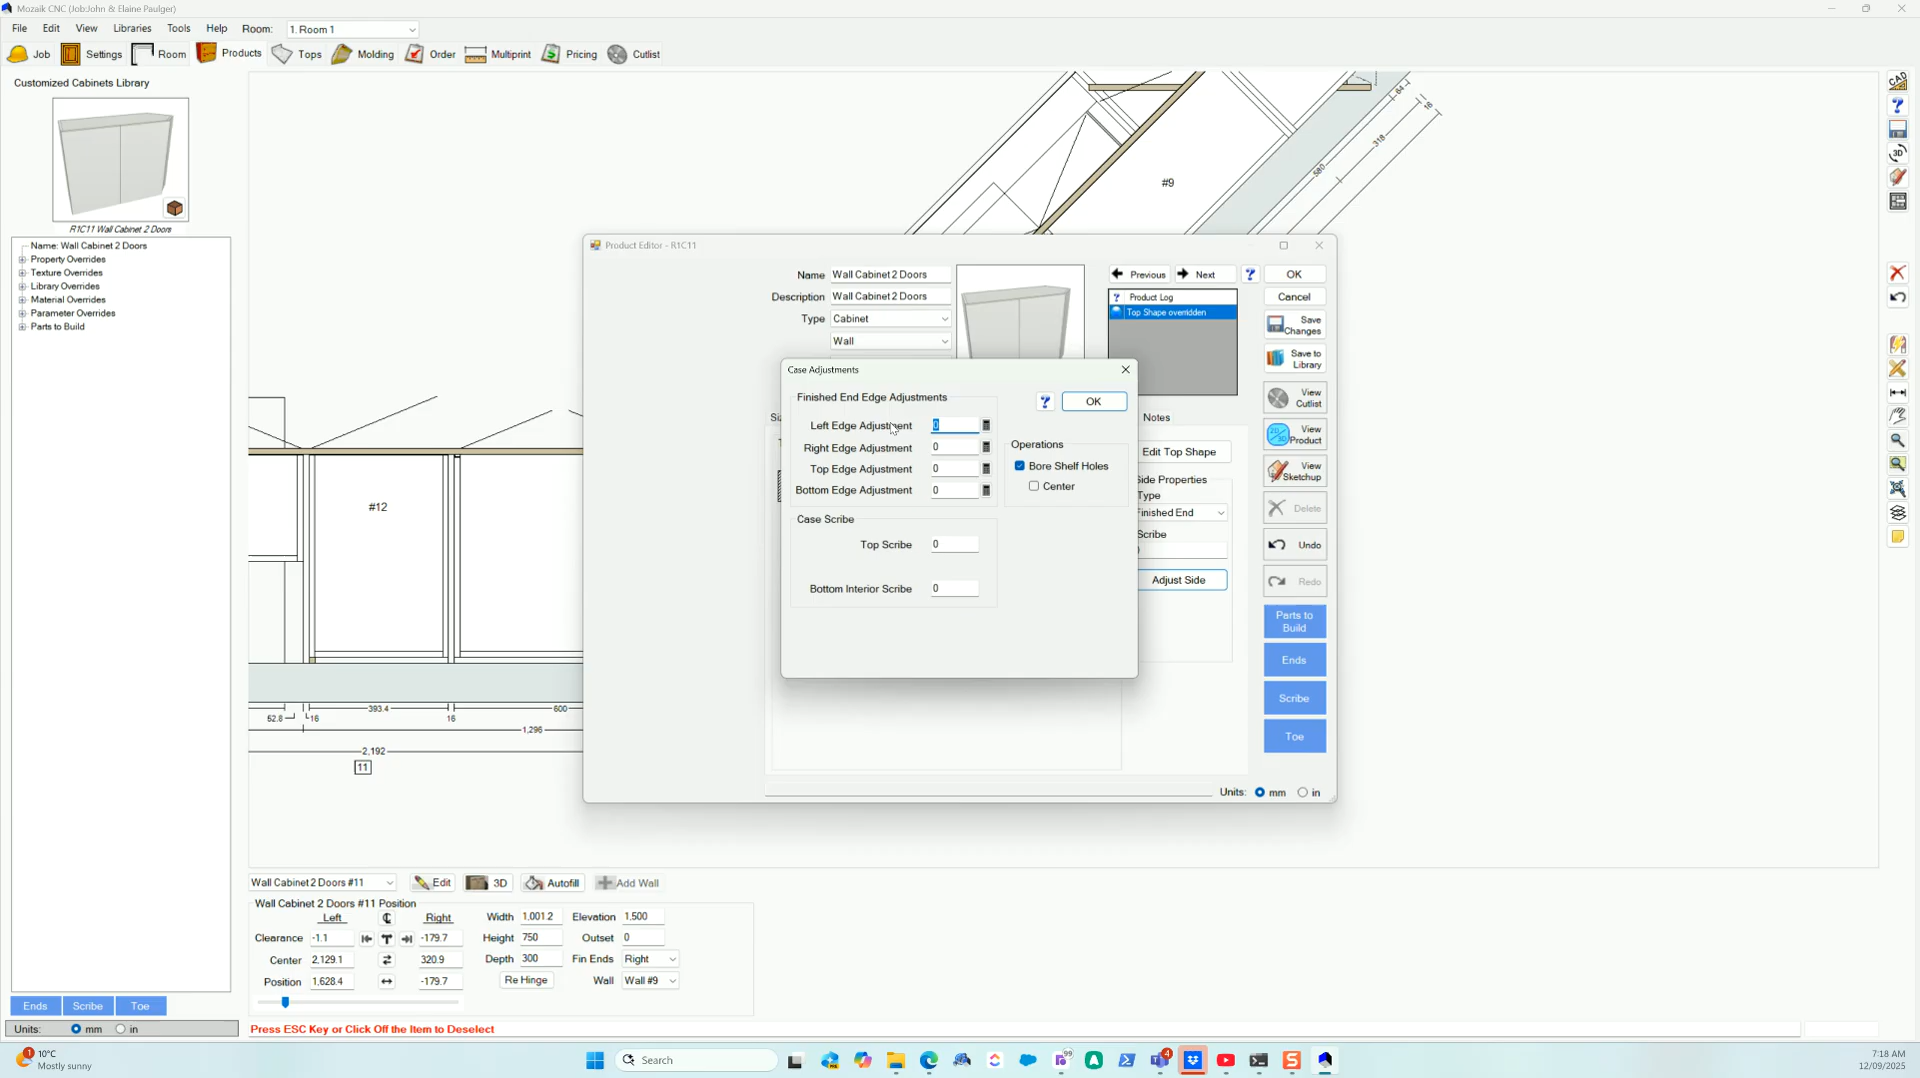 Mozaik CNC (Job:John & Elaine Paulger)
File Edit View Libraries Tools Help Room: 1. Room 1
Job Settings Room Products Tops Molding Order Multiprint Pricing Cutlist
Customized Cabinets Library
R1C11 Wall Cabinet 2 Doors
Name: Wall Cabinet 2 Doors
Property Overrides
Texture Overrides
Library Overrides
Material Overrides
Parameter Overrides
Parts to Build
Ends Scribe Toe
Units: mm in
#9
64
16
318
580
#12
52.8 16 393.4 16 600
1,296
2,192
11
Product Editor - R1C11
Name Wall Cabinet 2 Doors
Description Wall Cabinet 2 Doors
Type Cabinet
Wall
Previous Next ? OK
? Product Log
Top Shape overridden
Cancel
Save Changes
Save to Library
View Cutlist
View Product
View Sketchup
Delete
Undo
Redo
Parts to Build
Ends
Scribe
Toe
Notes
Edit Top Shape
Side Properties
Type
Finished End
Scribe
Adjust Side
Units: mm in
Case Adjustments
Finished End Edge Adjustments
? OK
Left Edge Adjustment 0
Right Edge Adjustment 0
Top Edge Adjustment 0
Bottom Edge Adjustment 0
Operations
Bore Shelf Holes
Center
Case Scribe
Top Scribe 0
Bottom Interior Scribe 0
CAD
?
3D
Wall Cabinet 2 Doors #11 Edit 3D Autofill Add Wall
Wall Cabinet 2 Doors #11 Position
Left Right Width 1,001.2 Elevation 1,500
Clearance -1.1 -179.7 Height 750 Outset 0
Center 2,129.1 320.9 Depth 300 Fin Ends Right
Position 1,628.4 -179.7 Re Hinge Wall Wall #9
Press ESC Key or Click Off the Item to Deselect
1
10°C
Mostly sunny
Search
99
4
7:18 AM
12/09/2025